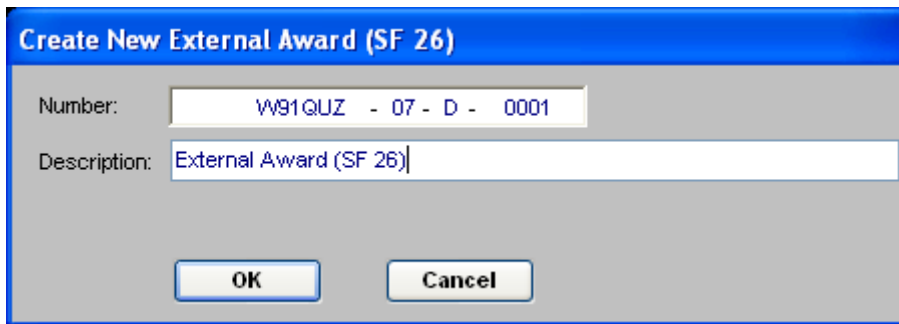 Create New External Award (SF 26)
Number: W91QUZ - 07 - D - 0001
Description: External Award (SF 26)
OK Cancel